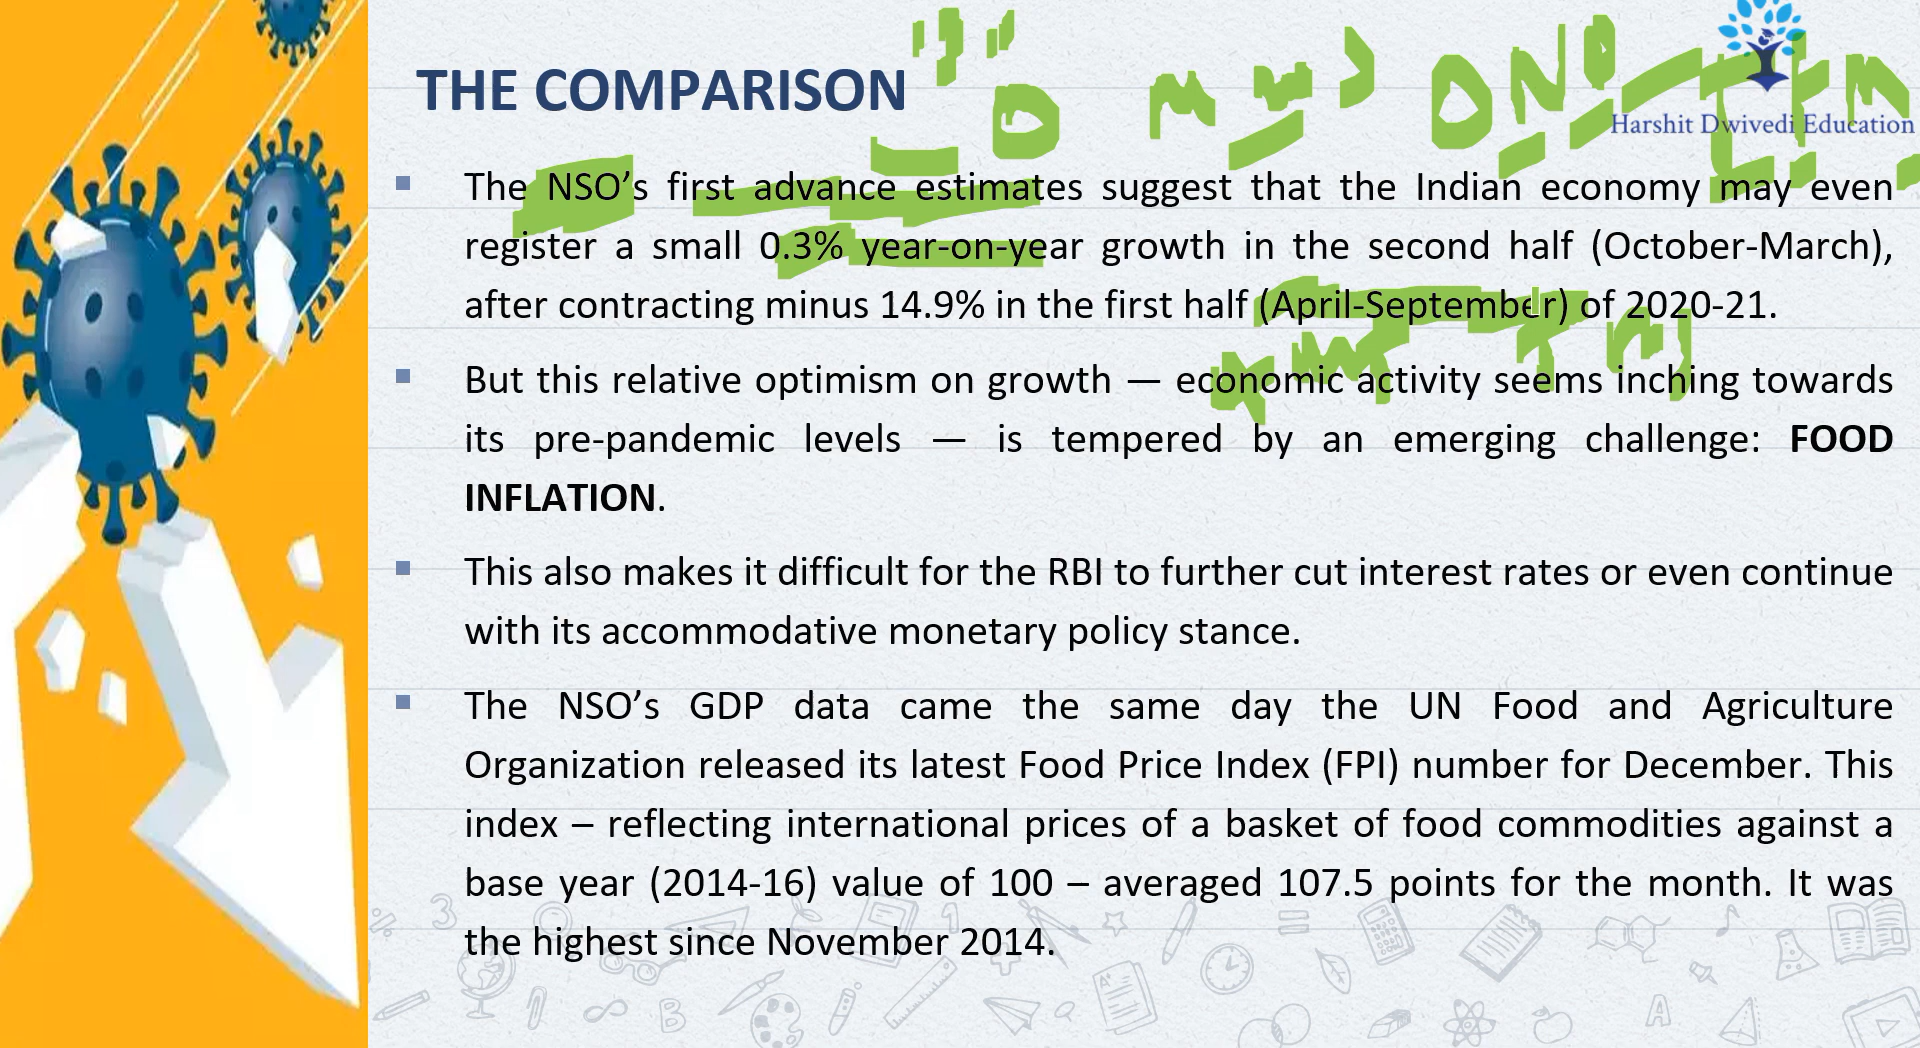 THE COMPARISON
Harshit Dwivedi Education
The NSO’s first advance estimates suggest that the Indian economy may even
register a small 0.3% year-on-year growth in the second half (October-March),
after contracting minus 14.9% in the first half (April-September) of 2020-21.
But this relative optimism on growth — economic activity seems inching towards
its pre-pandemic levels — is tempered by an emerging challenge: FOOD
INFLATION.
This also makes it difficult for the RBI to further cut interest rates or even continue
with its accommodative monetary policy stance.
The NSO’s GDP data came the same day the UN Food and Agriculture
Organization released its latest Food Price Index (FPI) number for December. This
index – reflecting international prices of a basket of food commodities against a
base year (2014-16) value of 100 – averaged 107.5 points for the month. It was
the highest since November 2014.